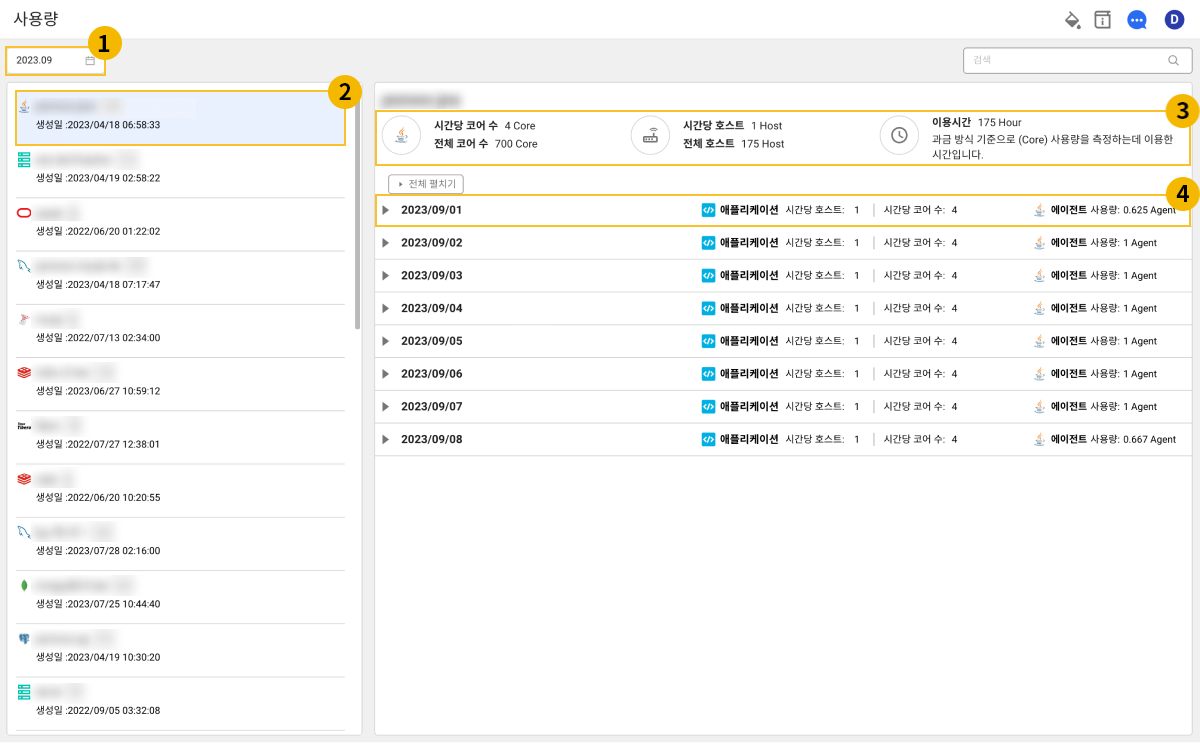 사용량
D
1
2023.09
검색
2
생성일 :2023/04/18 06:58:33
생성일 :2023/04/19 02:58:22
생성일 :2022/06/20 01:22:02
생성일 :2023/04/18 07:17:47
생성일 :2022/07/13 02:34:00
생성일 :2023/06/27 10:59:12
Tibero
생성일 :2022/07/27 12:38:01
생성일 :2022/06/20 10:20:55
생성일 :2023/07/28 02:16:00
생성일 :2023/07/25 10:44:40
생성일 :2023/04/19 10:30:20
생성일 :2022/09/05 03:32:08
3
시간당 코어 수 4 Core
전체 코어 수 700 Core
시간당 호스트 1 Host
전체 호스트 175 Host
이용시간 175 Hour
과금 방식 기준으로 (Core) 사용량을 측정하는데 이용한
시간입니다.
전체 펼치기
4
2023/09/01 애플리케이션 시간당 호스트: 1 시간당 코어 수: 4 에이전트 사용량: 0.625 Agent
2023/09/02 애플리케이션 시간당 호스트: 1 시간당 코어 수: 4 에이전트 사용량: 1 Agent
2023/09/03 애플리케이션 시간당 호스트: 1 시간당 코어 수: 4 에이전트 사용량: 1 Agent
2023/09/04 애플리케이션 시간당 호스트: 1 시간당 코어 수: 4 에이전트 사용량: 1 Agent
2023/09/05 애플리케이션 시간당 호스트: 1 시간당 코어 수: 4 에이전트 사용량: 1 Agent
2023/09/06 애플리케이션 시간당 호스트: 1 시간당 코어 수: 4 에이전트 사용량: 1 Agent
2023/09/07 애플리케이션 시간당 호스트: 1 시간당 코어 수: 4 에이전트 사용량: 1 Agent
2023/09/08 애플리케이션 시간당 호스트: 1 시간당 코어 수: 4 에이전트 사용량: 0.667 Agent